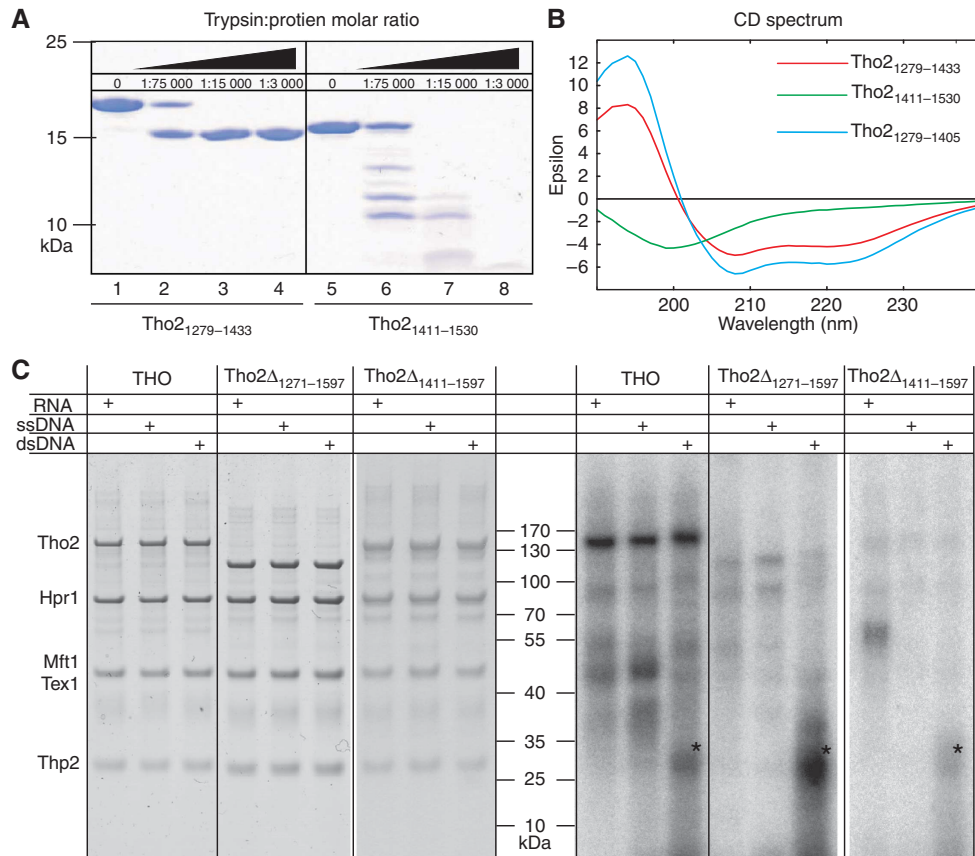 A
Trypsin:protien molar ratio
25
15
10
kDa
0 1:75 000 1:15 000 1:3 000 0 1:75 000 1:15 000 1:3 000
1 2 3 4 5 6 7 8
Tho2₁₂₇₉₋₁₄₃₃ Tho2₁₄₁₁₋₁₅₃₀
B
CD spectrum
Epsilon
12
10
8
6
4
2
0
−2
−4
−6
Tho2₁₂₇₉₋₁₄₃₃
Tho2₁₄₁₁₋₁₅₃₀
Tho2₁₂₇₉₋₁₄₀₅
200 210 220 230
Wavelength (nm)
C
THO Tho2Δ₁₂₇₁₋₁₅₉₇ Tho2Δ₁₄₁₁₋₁₅₉₇ THO Tho2Δ₁₂₇₁₋₁₅₉₇ Tho2Δ₁₄₁₁₋₁₅₉₇
RNA + + + + + +
ssDNA + + + + + +
dsDNA + + + + + +
Tho2
Hpr1
Mft1
Tex1
Thp2
170
130
100
70
55
40
35
25
10
kDa
* * *